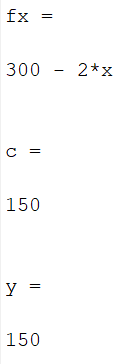 fx =
300 - 2*x
c =
150
y =
150